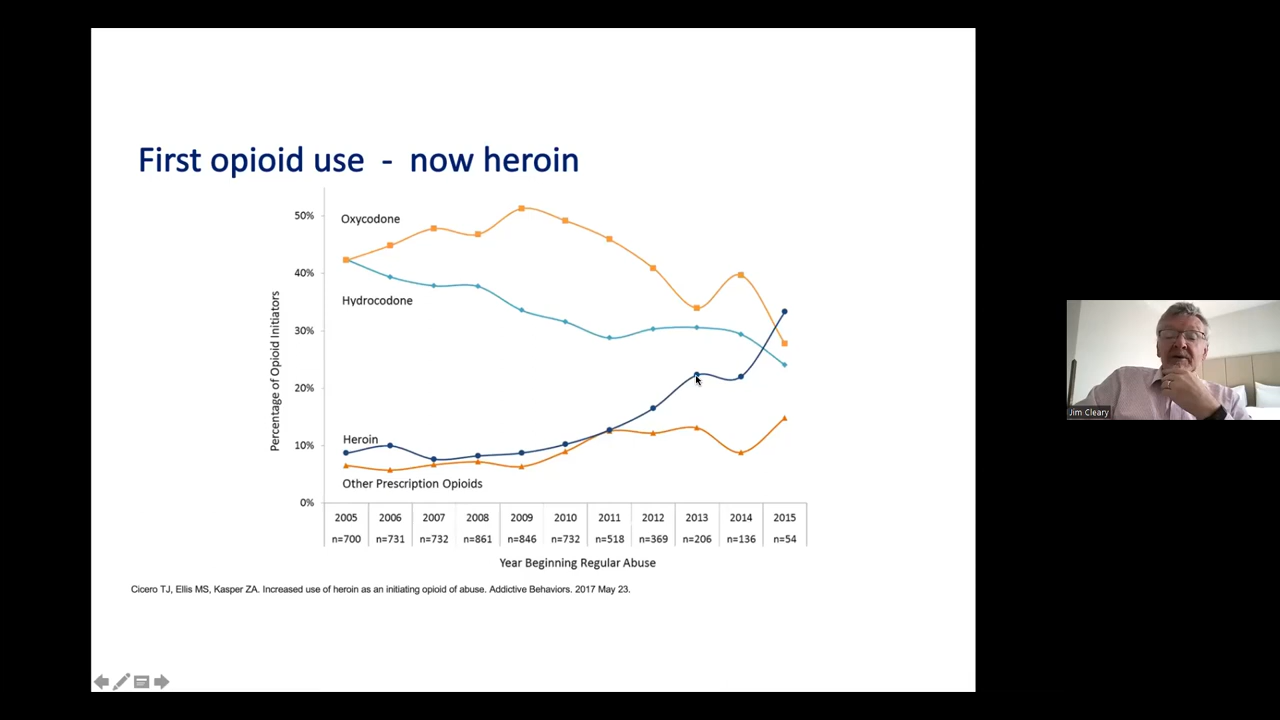 First opioid use - now heroin
50%
40%
30%
20%
10%
0%
Percentage of Opioid Initiators
Oxycodone
Hydrocodone
Heroin
Other Prescription Opioids
2005 2006 2007 2008 2009 2010 2011 2012 2013 2014 2015
n=700 n=731 n=732 n=861 n=846 n=732 n=518 n=369 n=206 n=136 n=54
Year Beginning Regular Abuse
Cicero TJ, Ellis MS, Kasper ZA. Increased use of heroin as an initiating opioid of abuse. Addictive Behaviors. 2017 May 23.
Jim Cleary